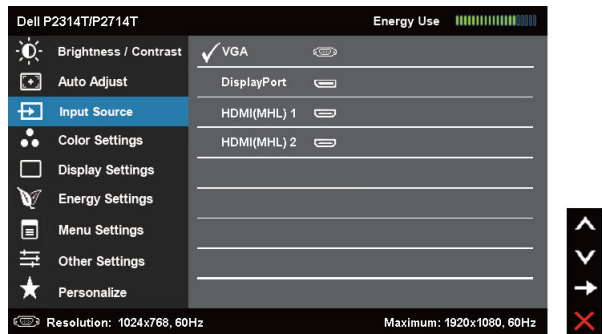 Dell P2314T/P2714T Energy Use
Brightness / Contrast VGA
Auto Adjust DisplayPort
Input Source HDMI(MHL) 1
Color Settings HDMI(MHL) 2
Display Settings
Energy Settings
Menu Settings
Other Settings
Personalize
Resolution: 1024x768, 60Hz Maximum: 1920x1080, 60Hz